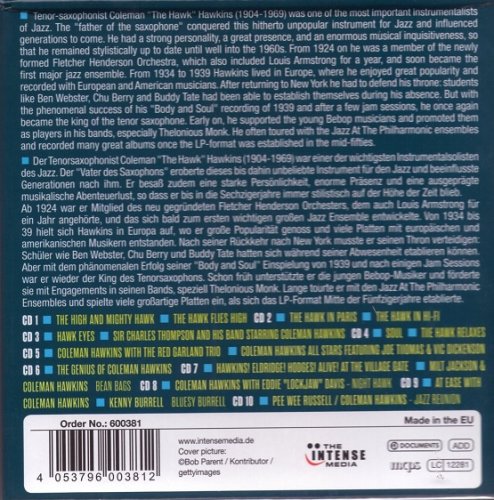 ■ Tenor-saxophonist Coleman "The Hawk" Hawkins (1904-1969) was one of the most important instrumentalists
of Jazz. The "father of the saxophone" conquered this hitherto unpopular instrument for Jazz and influenced
generations to come. He had a strong personality, a great presence, and an enormous musical inquisitiveness, so
that he remained stylistically up to date until well into the 1960s. From 1924 on he was a member of the newly
formed Fletcher Henderson Orchestra, which also included Louis Armstrong for a year, and soon became the
first major jazz ensemble. From 1934 to 1939 Hawkins lived in Europe, where he enjoyed great popularity and
recorded with European and American musicians. After returning to New York he had to defend his throne: students
like Ben Webster, Chu Berry and Buddy Tate had been able to establish themselves during his absence. But with
the phenomenal success of his "Body and Soul" recording of 1939 and after a few jam sessions, he once again
became the king of the tenor saxophone. Early on, he supported the young Bebop musicians and promoted them
as players in his bands, especially Thelonious Monk. He often toured with the Jazz At The Philharmonic ensembles
and recorded many great albums once the LP-format was established in the mid-fifties.
■ Der Tenorsaxophonist Coleman "The Hawk" Hawkins (1904-1969) war einer der wichtigsten Instrumentalsolisten
des Jazz. Der "Vater des Saxophons" eroberte dieses bis dahin unbeliebte Instrument für den Jazz und beeinflusste
Generationen nach ihm. Er besaß zudem eine starke Persönlichkeit, enorme Präsenz und eine ausgeprägte
musikalische Abenteuerlust, so dass er bis in die Sechzigerjahre immer stilistisch auf der Höhe der Zeit blieb.
Ab 1924 war er Mitglied des neu gegründeten Fletcher Henderson Orchesters, dem auch Louis Armstrong für
ein Jahr angehörte, und das sich bald zum ersten wichtigen großen Jazz Ensemble entwickelte. Von 1934 bis
39 hielt sich Hawkins in Europa auf, wo er große Popularität genoss und viele Platten mit europäischen und
amerikanischen Musikern entstanden. Nach seiner Rückkehr nach New York musste er seinen Thron verteidigen:
Schüler wie Ben Webster, Chu Berry und Buddy Tate hatten sich während seiner Abwesenheit etablieren können.
Aber mit dem phänomenalen Erfolg seiner "Body and Soul" Einspielung von 1939 und nach einigen Jam Sessions
war er wieder der King des Tenorsaxophons. Schon früh unterstützte er die jungen Bebop-Musiker und förderte
sie mit Engagements in seinen Bands, speziell Thelonious Monk. Lange tourte er mit den Jazz At The Philharmonic
Ensembles und spielte viele großartige Platten ein, als sich das LP-Format Mitte der Fünfzigerjahre etablierte.
CD 1 ■ THE HIGH AND MIGHTY HAWK ■ THE HAWK FLIES HIGH CD 2 ■ THE HAWK IN PARIS ■ THE HAWK IN HI-FI
CD 3 ■ HAWK EYES ■ SIR CHARLES THOMPSON AND HIS BAND STARRING COLEMAN HAWKINS CD 4 ■ SOUL ■ THE HAWK RELAXES
CD 5 ■ COLEMAN HAWKINS WITH THE RED GARLAND TRIO ■ COLEMAN HAWKINS ALL STARS FEATURING JOE THOMAS & VIC DICKENSON
CD 6 ■ THE GENIUS OF COLEMAN HAWKINS CD 7 ■ HAWKINS! ELDRIDGE! HODGES! ALIVE! AT THE VILLAGE GATE ■ MILT JACKSON &
COLEMAN HAWKINS BEAN BAGS CD 8 ■ COLEMAN HAWKINS WITH EDDIE "LOCKJAW" DAVIS - NIGHT HAWK CD 9 ■ AT EASE WITH
COLEMAN HAWKINS ■ KENNY BURRELL BLUESY BURRELL CD 10 ■ PEE WEE RUSSELL / COLEMAN HAWKINS - JAZZ REUNION
Order No.: 600381
4 053796 003812
www.intensemedia.de
Cover picture:
©Bob Parent / Kontributor /
gettyimages
THE
INTENSE
MEDIA
Made in the EU
DOCUMENTS ADD
mcps LC 12281